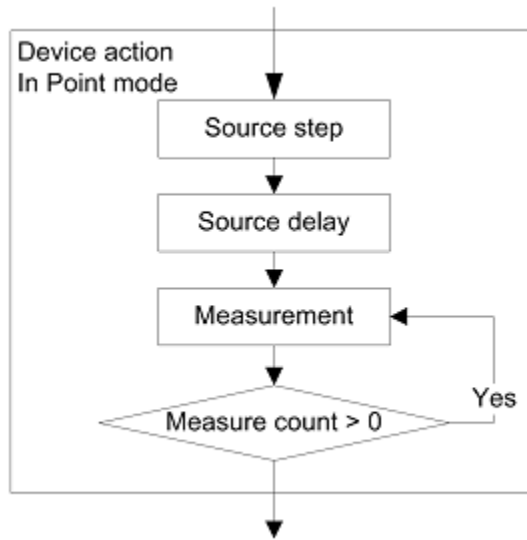 Device action
In Point mode
Source step
Source delay
Measurement
Measure count > 0
Yes